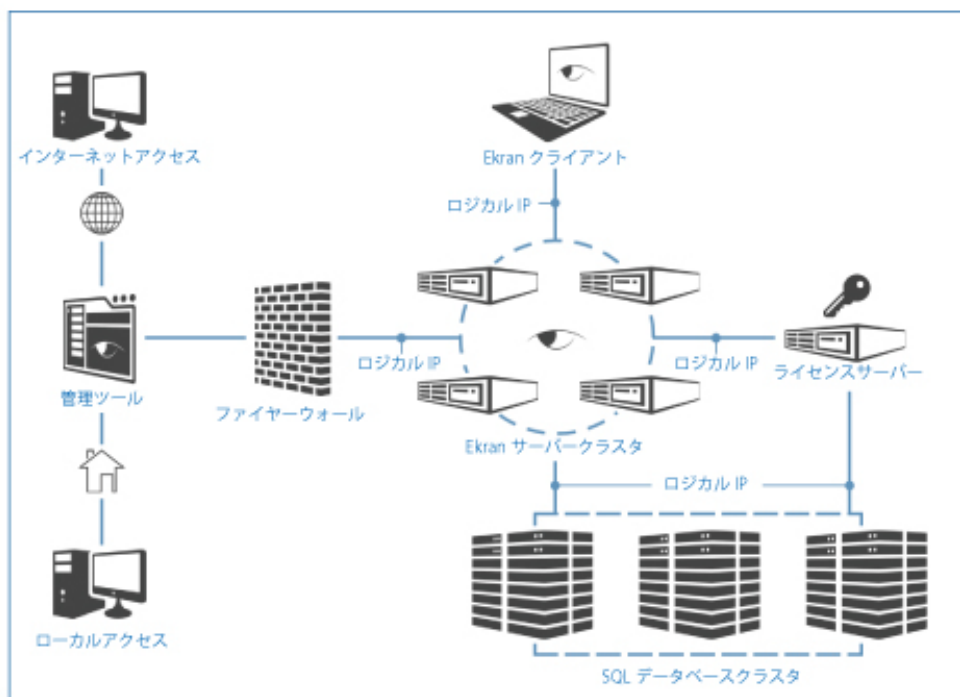 インターネットアクセス
Ekran クライアント
ロジカル IP
管理ツール
ファイヤーウォール
ロジカル IP
ロジカル IP
ライセンスサーバー
Ekran サーバークラスタ
ロジカル IP
ローカルアクセス
SQL データベースクラスタ